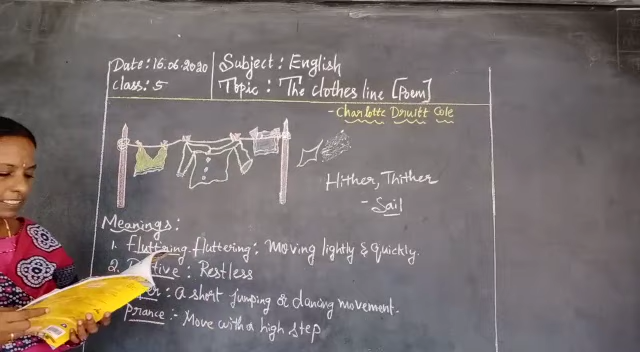 Date: 16.06.2020
Class: 5
Subject: English
Topic: The clothes line [Poem]
- Charlotte Druitt Cole
Hither, Thither
- Sail
Meanings:
1. Fluttring fluttering: Moving lightly & quickly.
2. : Restless
: a short jumping & dancing movement.
Prance :- Move with a high step